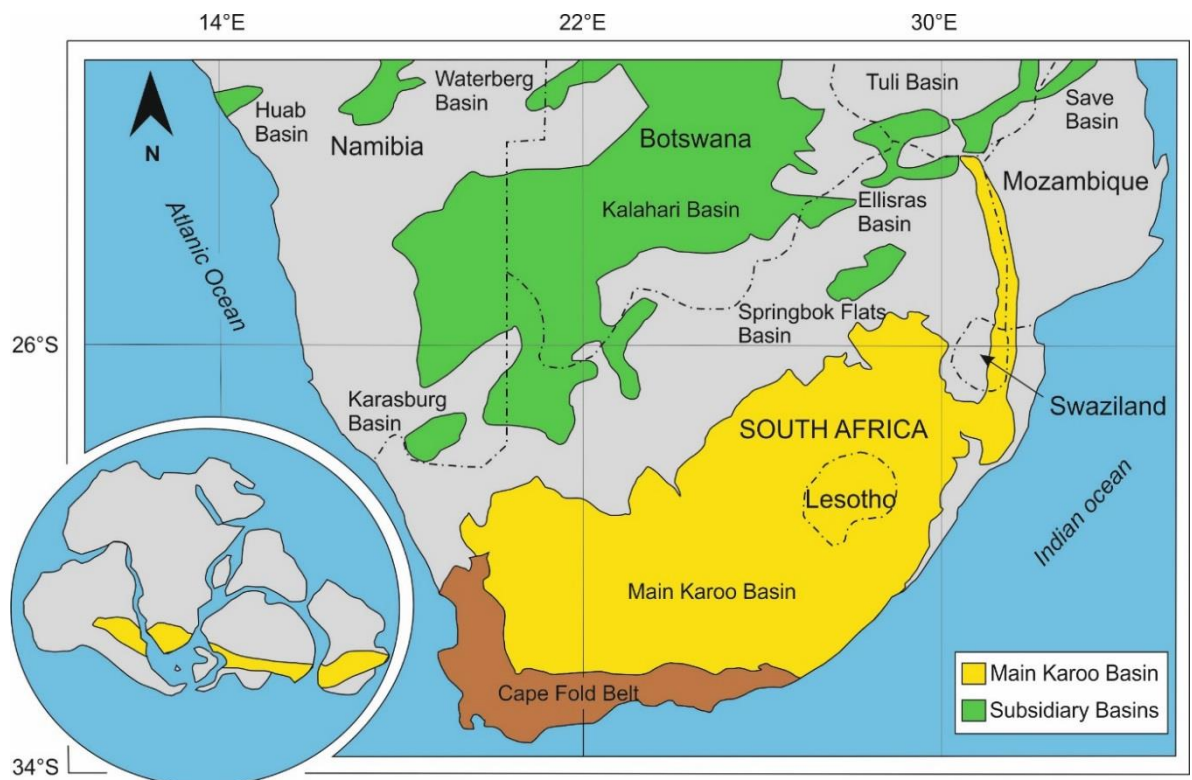 14°E
22°E
30°E
Huab
Basin
Waterberg
Basin
Tuli Basin
Save
Basin
N
Namibia
Botswana
Mozambique
Atlanic Ocean
Kalahari Basin
Ellisras
Basin
Springbok Flats
Basin
26°S
Karasburg
Basin
SOUTH AFRICA
Swaziland
Lesotho
Indian ocean
Main Karoo Basin
Cape Fold Belt
Main Karoo Basin
Subsidiary Basins
34°S